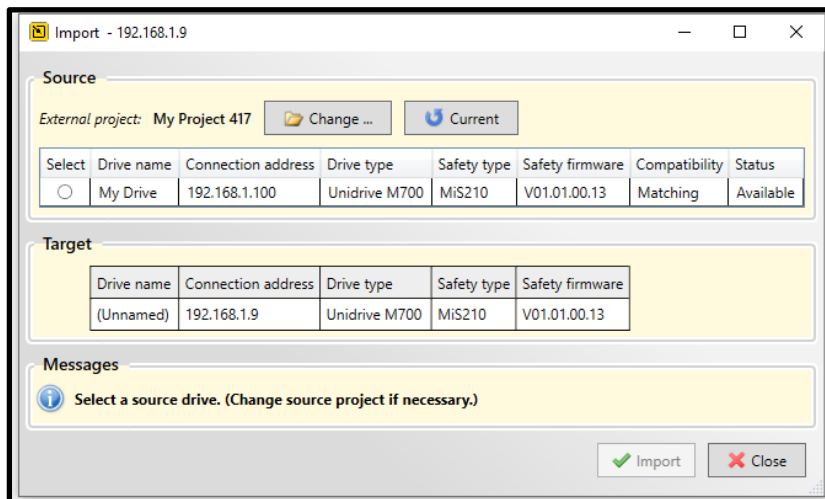 Import - 192.168.1.9
Source
External project: My Project 417 Change ... Current
Select Drive name Connection address Drive type Safety type Safety firmware Compatibility Status
My Drive 192.168.1.100 Unidrive M700 MiS210 V01.01.00.13 Matching Available
Target
Drive name Connection address Drive type Safety type Safety firmware
(Unnamed) 192.168.1.9 Unidrive M700 MiS210 V01.01.00.13
Messages
Select a source drive. (Change source project if necessary.)
Import Close